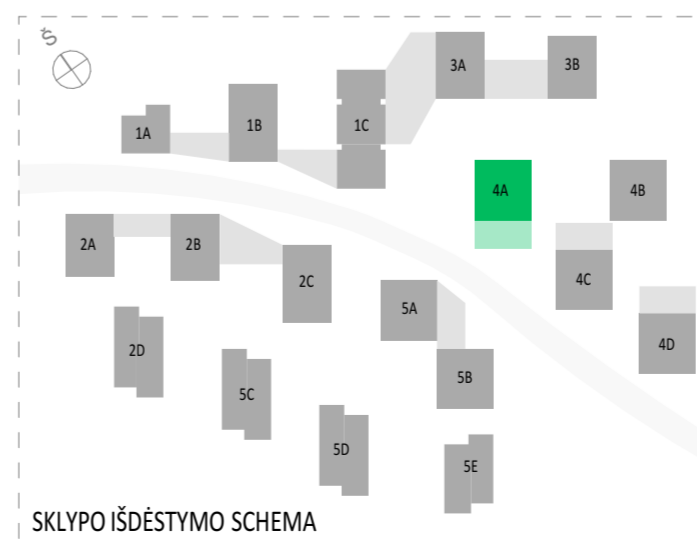 Š
3A
3B
1A
1B
1C
4A
4B
2A
2B
2C
4C
5A
4D
2D
5C
5B
5D
5E
SKLYPO IŠDĖSTYMO SCHEMA